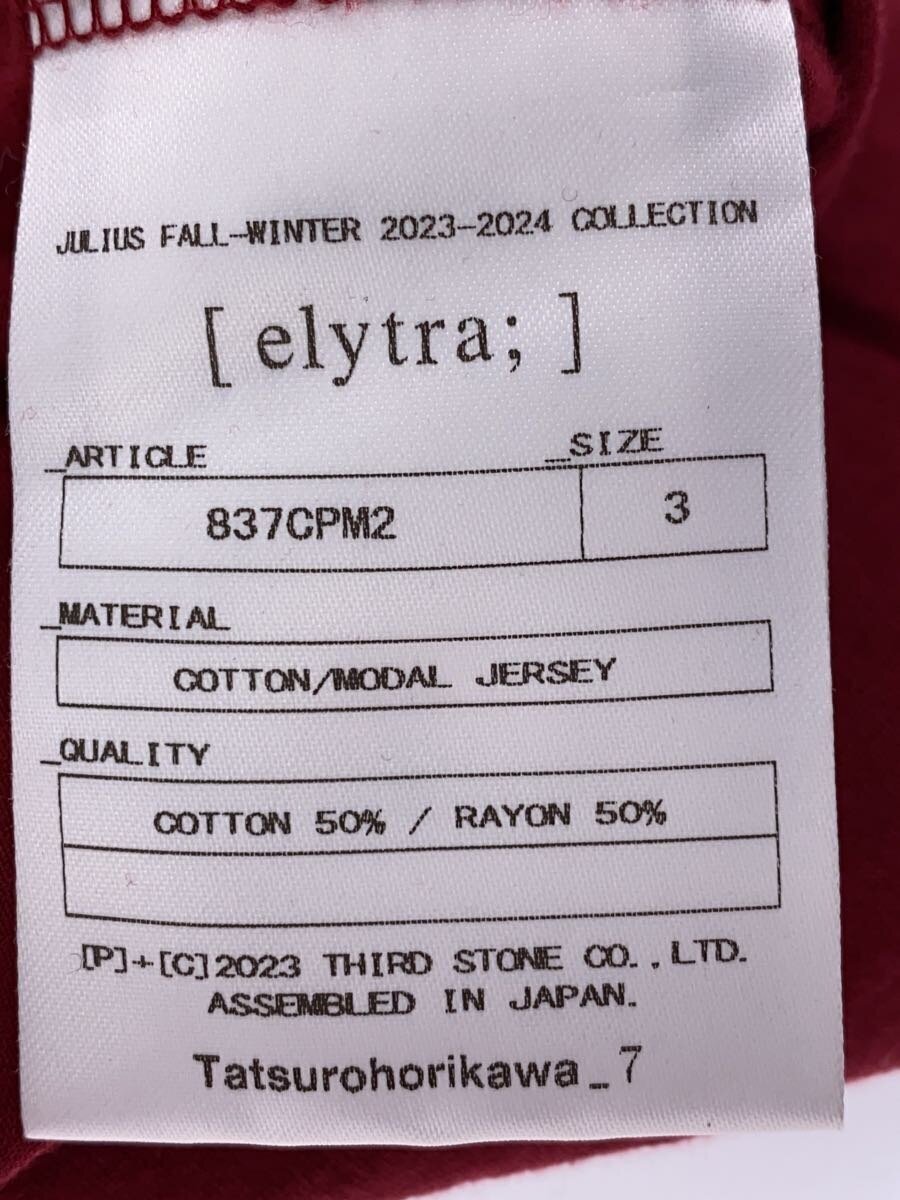 JULIUS FALL-WINTER 2023-2024 COLLECTION
[ elytra; ]
_ARTICLE _SIZE
837CPM2 3
_MATERIAL
COTTON/MODAL JERSEY
_QUALITY
COTTON 50% / RAYON 50%
[P]+[C]2023 THIRD STONE CO.,LTD.
ASSEMBLED IN JAPAN.
Tatsurohorikawa_7